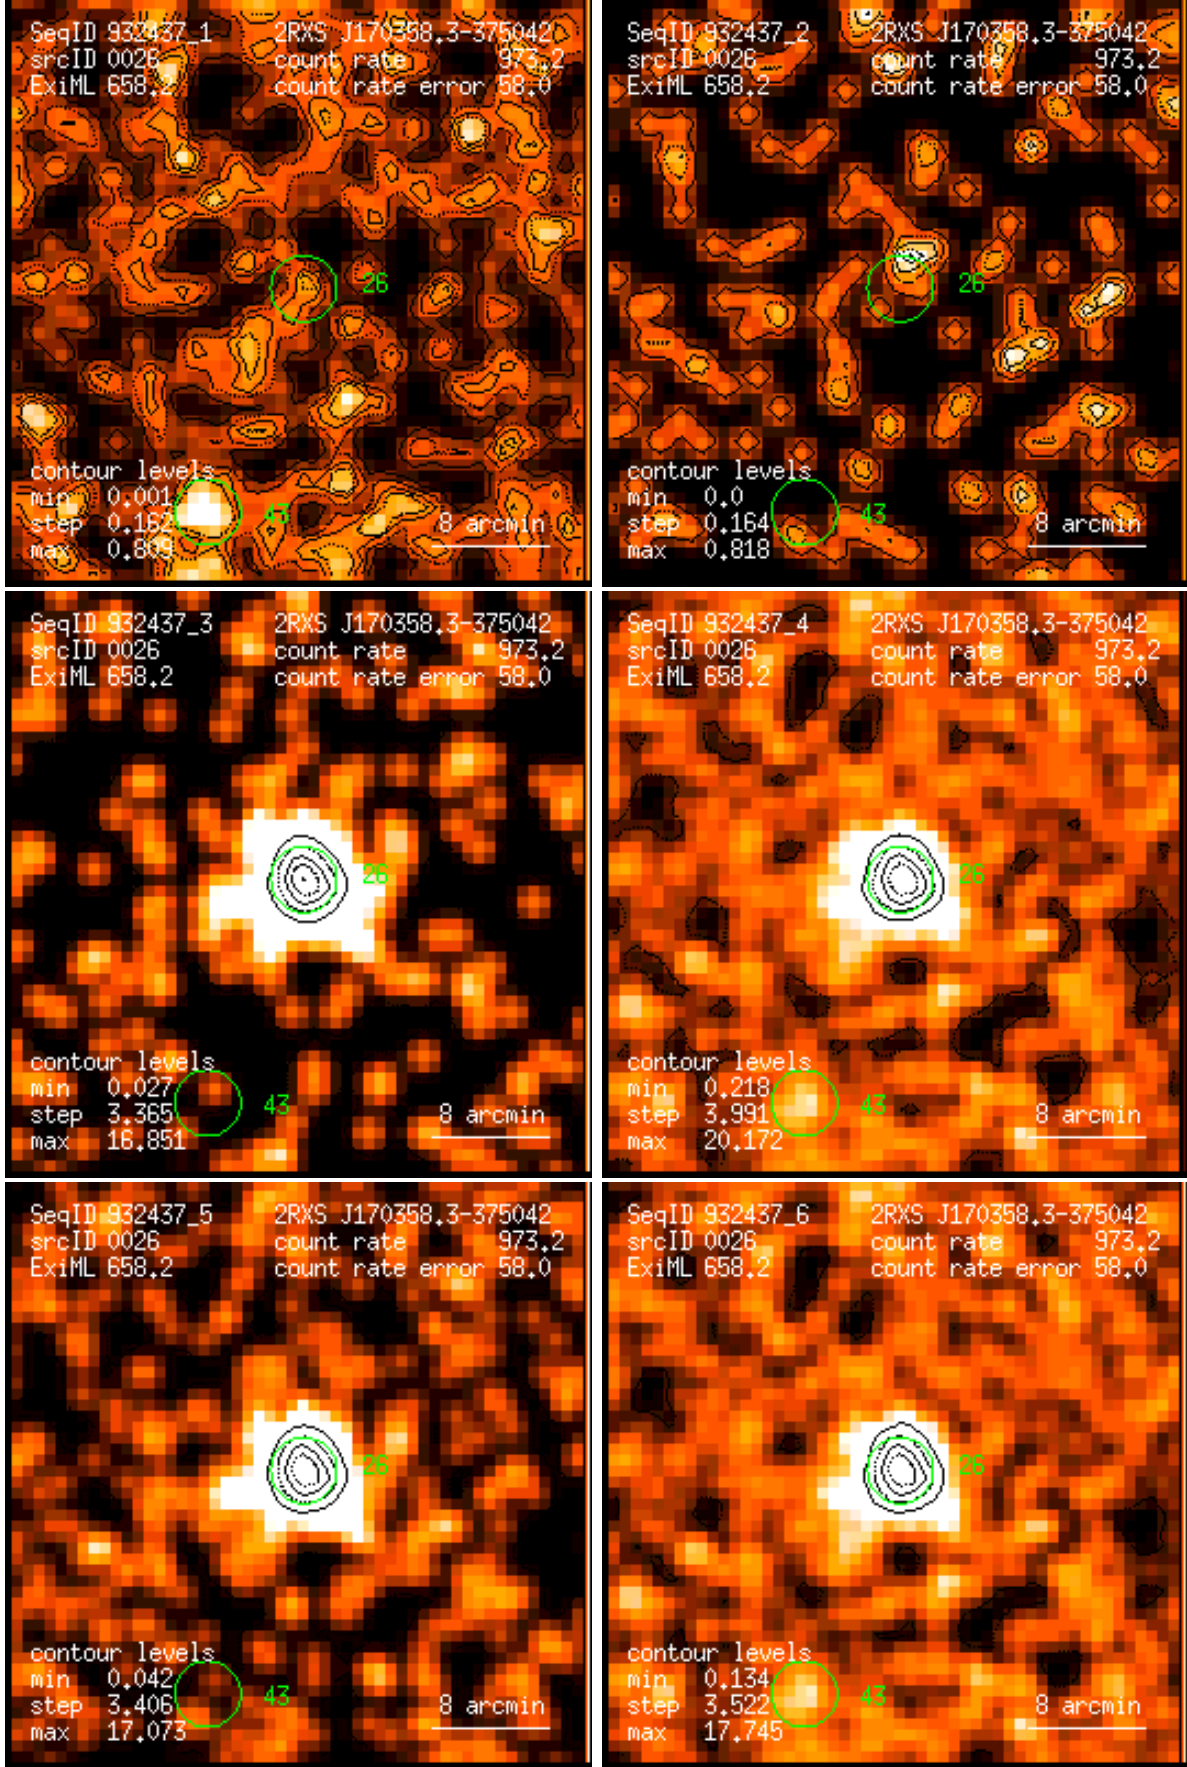 SeqID 932437_1 2RXS J170358.3-375042
srcID 0026 count rate 973.2
ExiML 658.2 count rate error 58.0
26
contour levels
min 0.001
step 0.162 43 8 arcmin
max 0.809
SeqID 932437_2 2RXS J170358.3-375042
srcID 0026 count rate 973.2
ExiML 658.2 count rate error 58.0
26
contour levels
min 0.0
step 0.164 43 8 arcmin
max 0.818
SeqID 932437_3 2RXS J170358.3-375042
srcID 0026 count rate 973.2
ExiML 658.2 count rate error 58.0
26
contour levels
min 0.027
step 3.365 43 8 arcmin
max 16.851
SeqID 932437_4 2RXS J170358.3-375042
srcID 0026 count rate 973.2
ExiML 658.2 count rate error 58.0
26
contour levels
min 0.218
step 3.991 43 8 arcmin
max 20.172
SeqID 932437_5 2RXS J170358.3-375042
srcID 0026 count rate 973.2
ExiML 658.2 count rate error 58.0
26
contour levels
min 0.042
step 3.406 43 8 arcmin
max 17.073
SeqID 932437_6 2RXS J170358.3-375042
srcID 0026 count rate 973.2
ExiML 658.2 count rate error 58.0
26
contour levels
min 0.134
step 3.522 43 8 arcmin
max 17.745